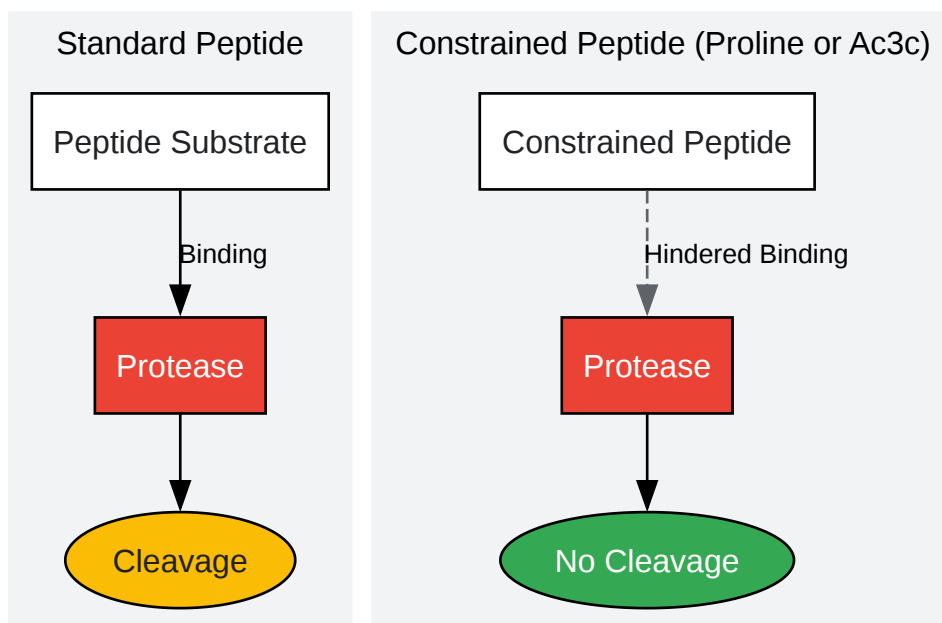 Standard Peptide
Peptide Substrate
Binding
Protease
Cleavage
Constrained Peptide (Proline or Ac3c)
Constrained Peptide
Hindered Binding
Protease
No Cleavage